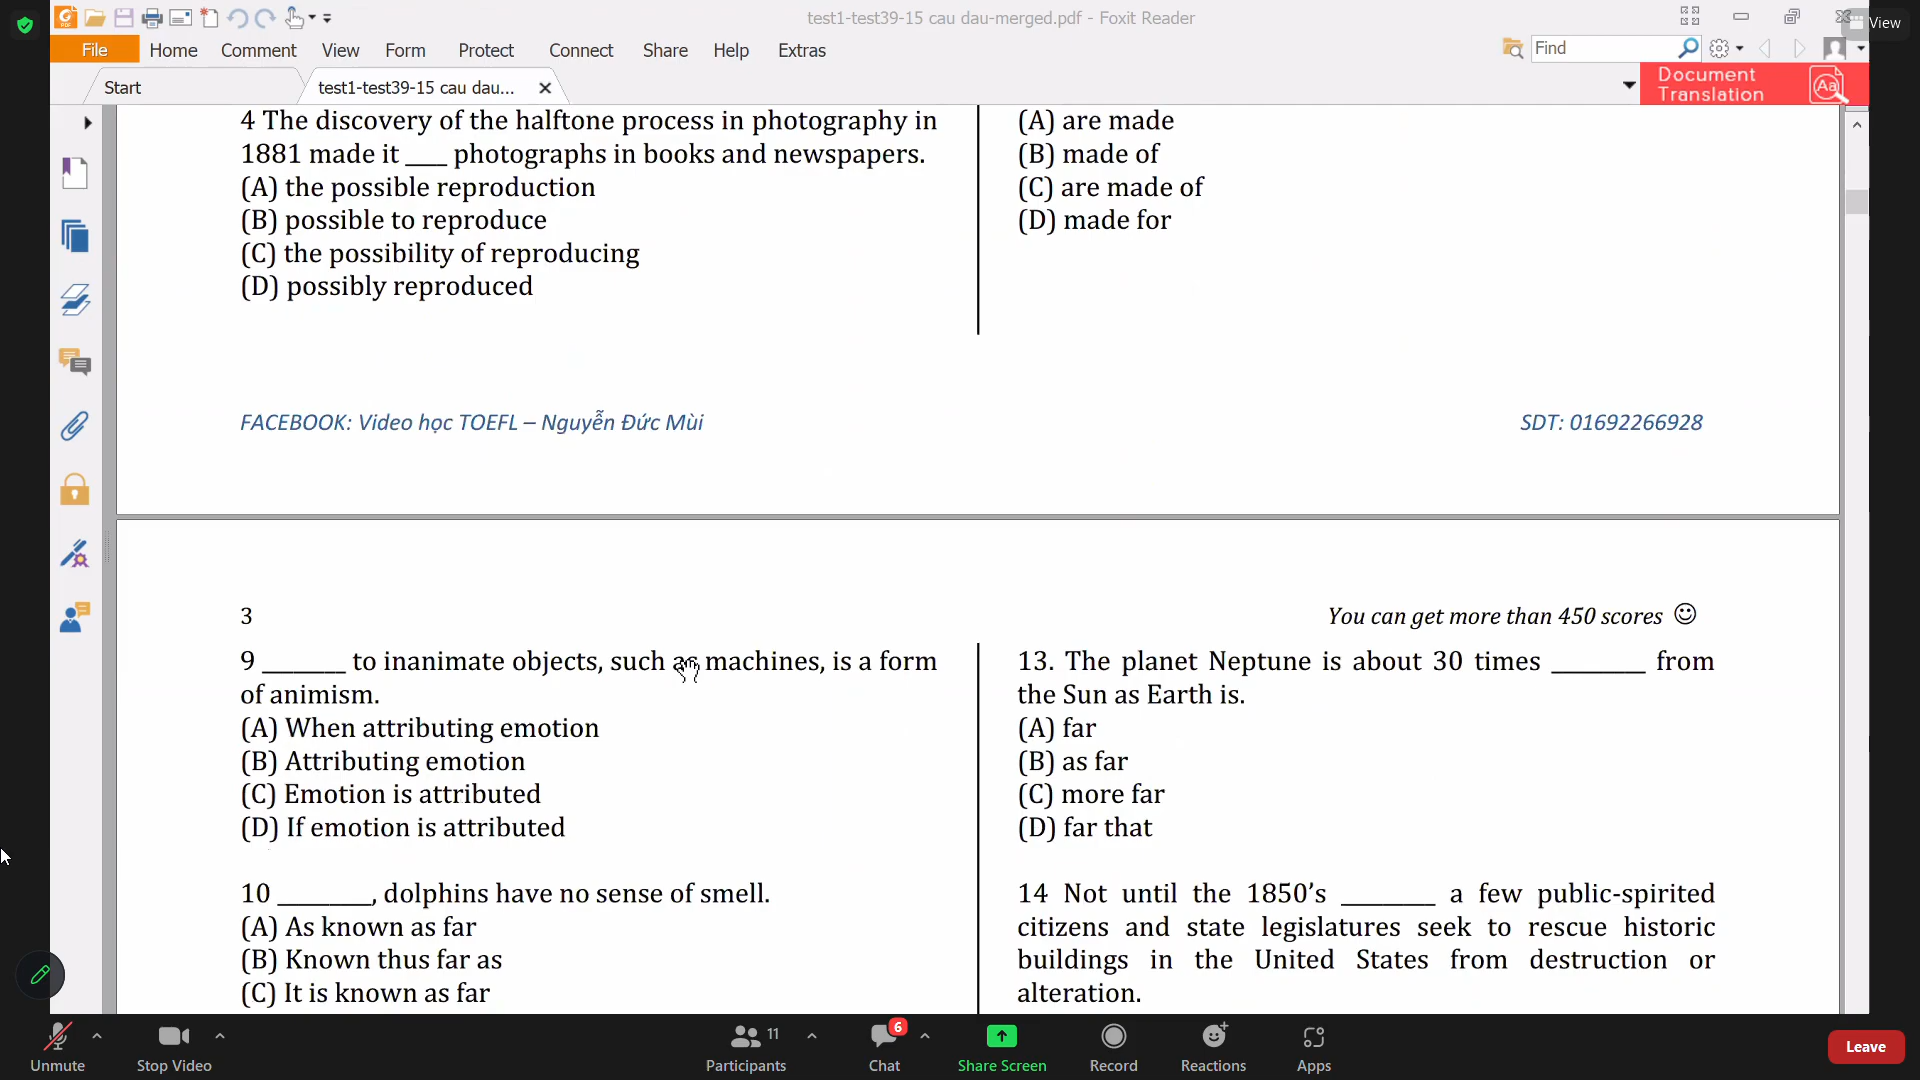 test1-test39-15 cau dau-merged.pdf - Foxit Reader
View
File Home Comment View Form Protect Connect Share Help Extras
Find
Start
test1-test39-15 cau dau...
Document
Translation
4 The discovery of the halftone process in photography in
1881 made it ____ photographs in books and newspapers.
(A) the possible reproduction
(B) possible to reproduce
(C) the possibility of reproducing
(D) possibly reproduced
(A) are made
(B) made of
(C) are made of
(D) made for
FACEBOOK: Video học TOEFL – Nguyễn Đức Mùi
SDT: 01692266928
3
You can get more than 450 scores ☺
9 _______ to inanimate objects, such as machines, is a form
of animism.
(A) When attributing emotion
(B) Attributing emotion
(C) Emotion is attributed
(D) If emotion is attributed
10 ________, dolphins have no sense of smell.
(A) As known as far
(B) Known thus far as
(C) It is known as far
13. The planet Neptune is about 30 times ________ from
the Sun as Earth is.
(A) far
(B) as far
(C) more far
(D) far that
14 Not until the 1850’s ________ a few public-spirited
citizens and state legislatures seek to rescue historic
buildings in the United States from destruction or
alteration.
Unmute
Stop Video
11
Participants
6
Chat
Share Screen
Record
Reactions
Apps
Leave